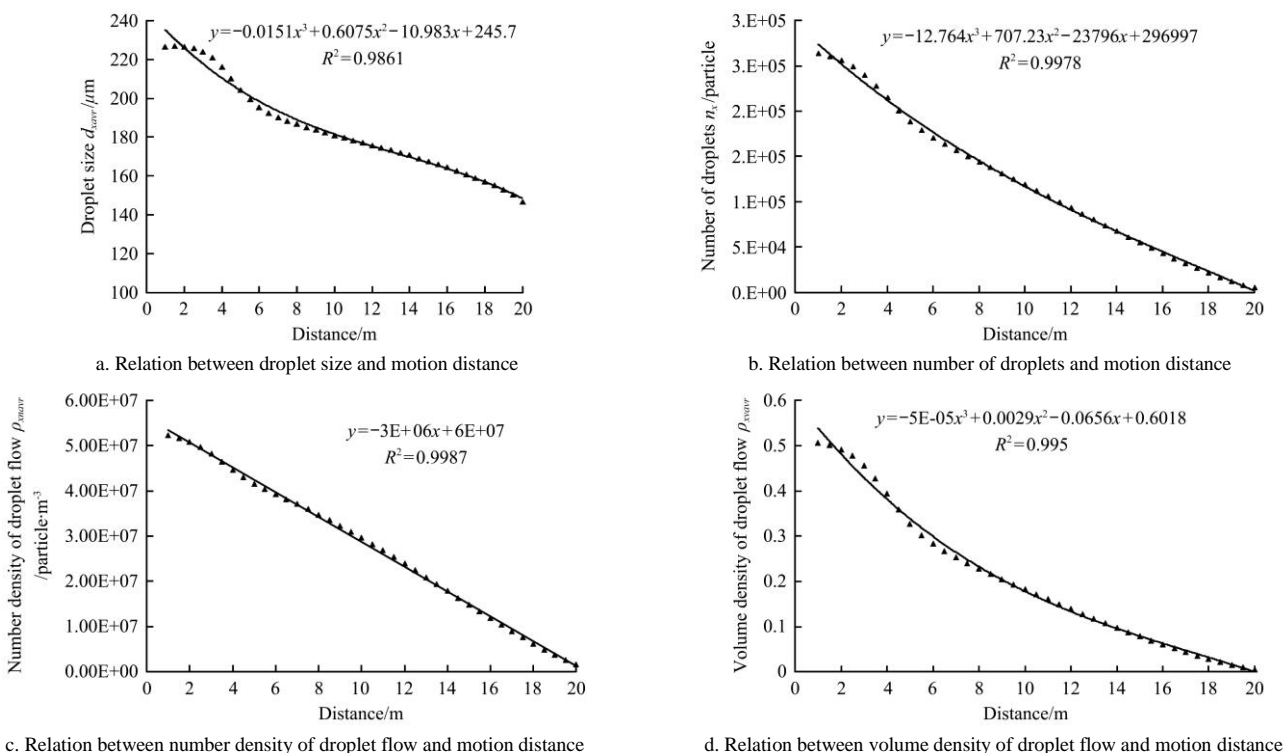 240
220
200
180
160
140
120
100
Droplet size d_xavr/μm
y=−0.0151x³+0.6075x²−10.983x+245.7
R²=0.9861
0 2 4 6 8 10 12 14 16 18 20
Distance/m
a. Relation between droplet size and motion distance
3.E+05
3.E+05
2.E+05
2.E+05
1.E+05
5.E+04
0.E+00
Number of droplets n_x/particle
y=−12.764x³+707.23x²−23796x+296997
R²=0.9978
0 2 4 6 8 10 12 14 16 18 20
Distance/m
b. Relation between number of droplets and motion distance
6.00E+07
5.00E+07
4.00E+07
3.00E+07
2.00E+07
1.00E+07
0.00E+00
Number density of droplet flow ρ_xnavr
/particle·m⁻³
y=−3E+06x+6E+07
R²=0.9987
0 2 4 6 8 10 12 14 16 18 20
Distance/m
c. Relation between number density of droplet flow and motion distance
0.6
0.5
0.4
0.3
0.2
0.1
0
Volume density of droplet flow ρ_xvavr
y=−5E-05x³+0.0029x²−0.0656x+0.6018
R²=0.995
0 2 4 6 8 10 12 14 16 18 20
Distance/m
d. Relation between volume density of droplet flow and motion distance